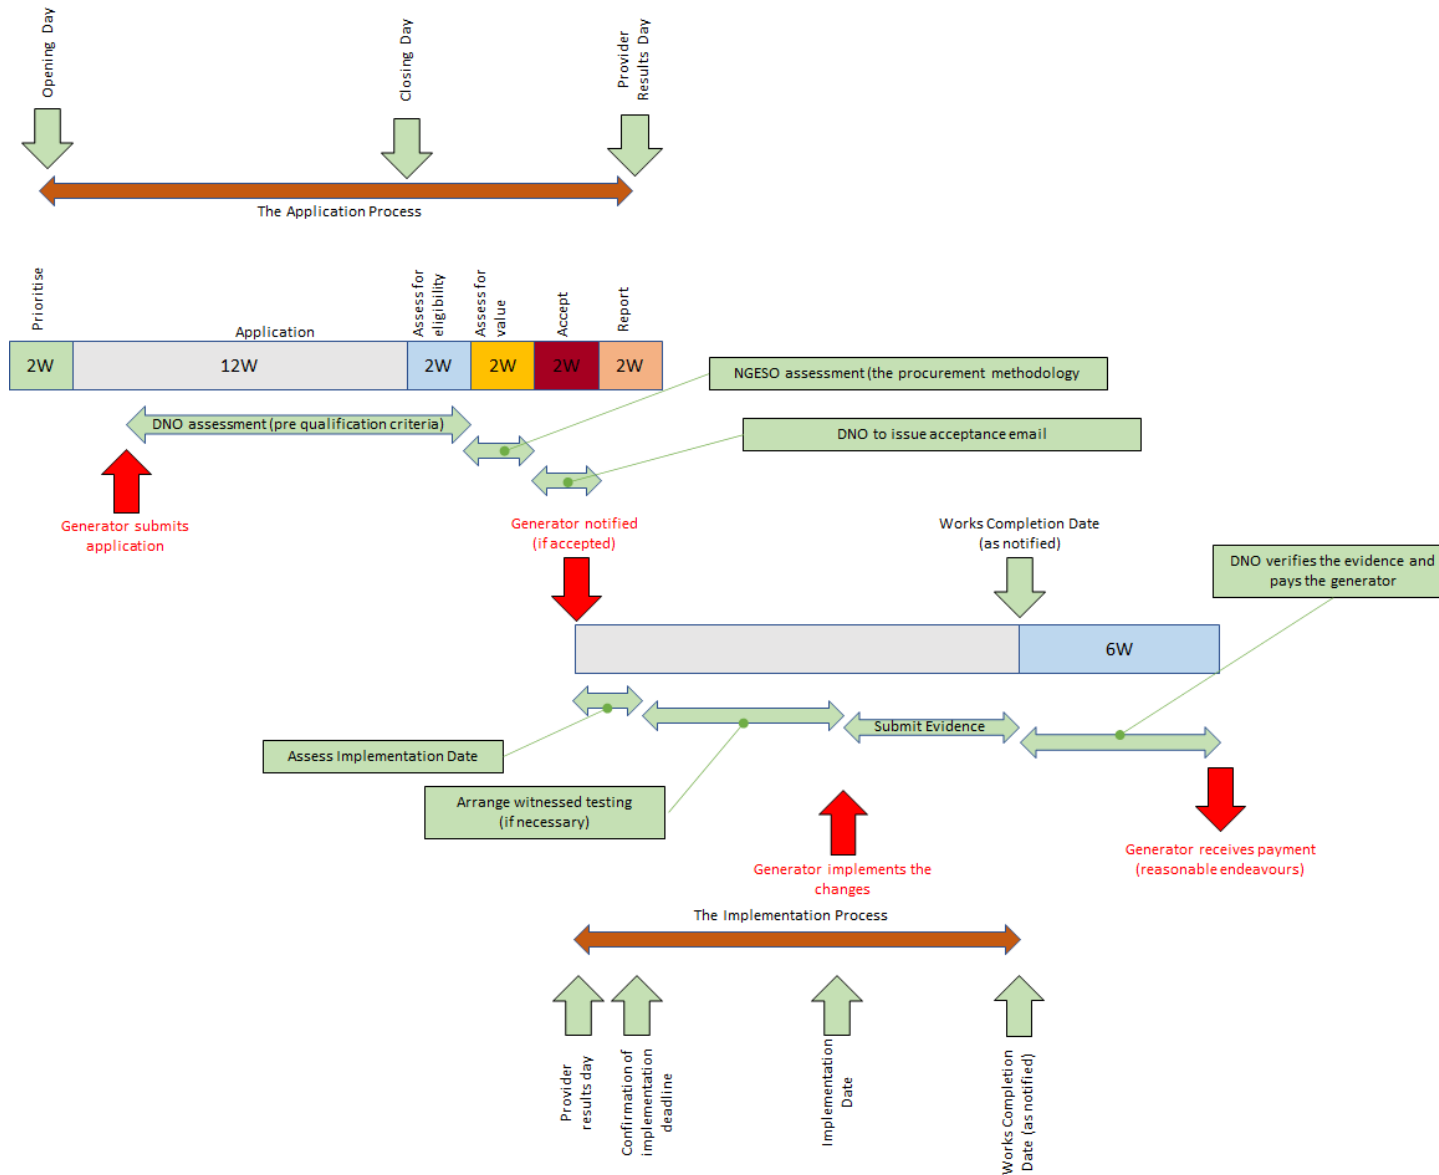 Opening Day
Closing Day
Provider
Results Day
The Application Process
Prioritise
Application
Assess for
eligibility
Assess for
value
Accept
Report
2W
12W
2W
2W
2W
2W
NGESO assessment (the procurement methodology
DNO assessment (pre qualification criteria)
DNO to issue acceptance email
Generator submits
application
Generator notified
(if accepted)
Works Completion Date
(as notified)
DNO verifies the evidence and
pays the generator
6W
Submit Evidence
Assess Implementation Date
Arrange witnessed testing
(if necessary)
Generator implements the
changes
Generator receives payment
(reasonable endeavours)
The Implementation Process
Provider
results day
Confirmation of
implementation
deadline
Implementation
Date
Works Completion
Date (as notified)